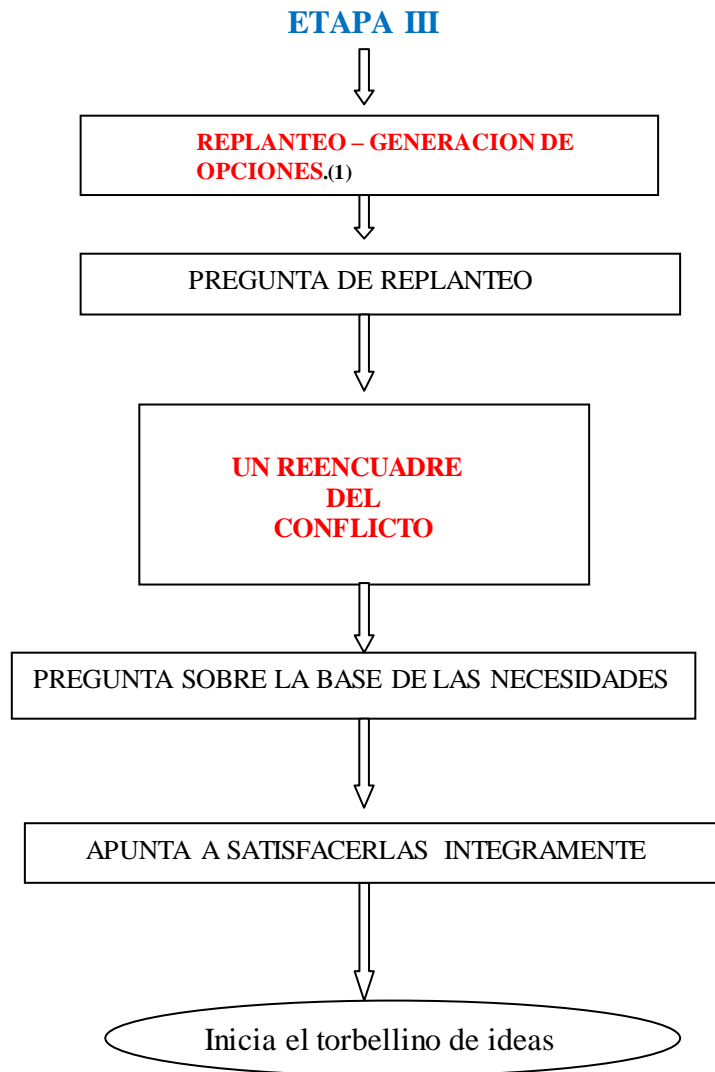 ETAPA III
REPLANTEO – GENERACION DE
OPCIONES.(1)
PREGUNTA DE REPLANTEO
UN REENCUADRE
DEL
CONFLICTO
PREGUNTA SOBRE LA BASE DE LAS NECESIDADES
APUNTA A SATISFACERLAS INTEGRAMENTE
Inicia el torbellino de ideas